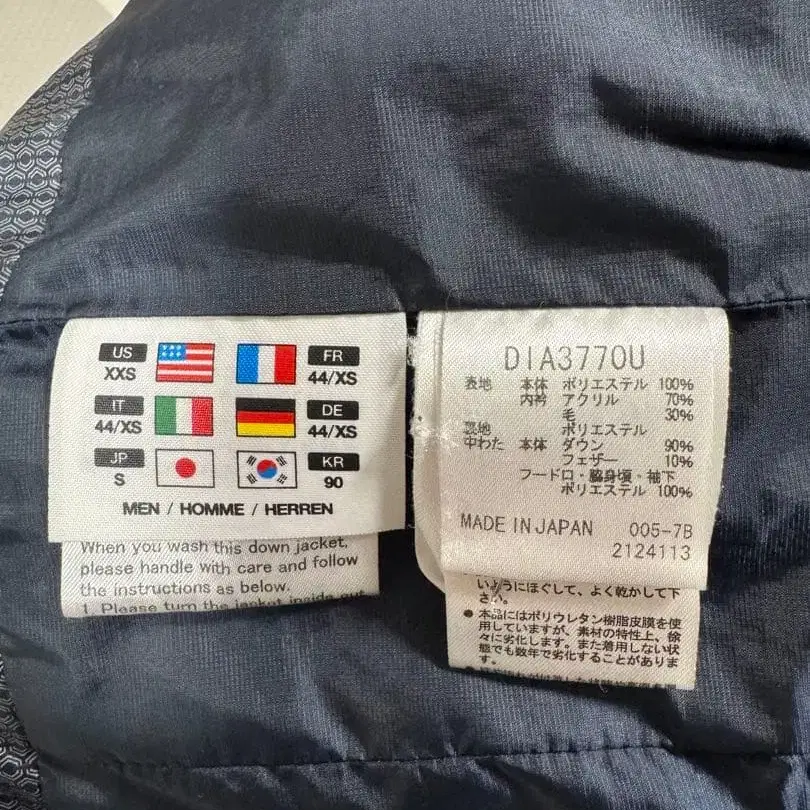 US FR
XXS 44/XS
IT DE
44/XS 44/XS
JP KR
S 90
MEN / HOMME / HERREN
When you wash this down jacket,
please handle with care and follow
the instructions as below.
1. Please turn the jacket inside out
DIA3770U
表地 本体 ポリエステル 100%
内衿 アクリル 70%
毛 30%
裏地 ポリエステル
中わた 本体 ダウン 90%
フェザー 10%
フードロ・脇身頃・袖下
ポリエステル 100%
MADE IN JAPAN 005-7B
2124113
いようにほぐして、よく乾かして下
さい。
●本品にはポリウレタン樹脂皮膜を使
用していますが、素材の特性上、徐
々に劣化します。また着用しない状
態でも数年で劣化することがありま
す。